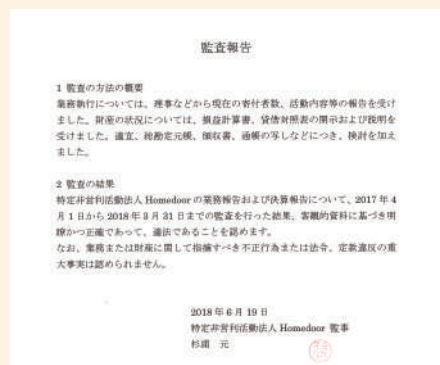 監査報告
1 監査の方法の概要
業務執行については、理事などから現在の寄付者数、活動内容等の報告を受け
ました。財産の状況については、損益計算書、貸借対照表の開示および説明を
受けました。適宜、総勘定元帳、領収書、通帳の写しなどにつき、検討を加え
ました。
2 監査の結果
特定非営利活動法人 Homedoor の業務報告および決算報告について、2017 年 4
月 1 日から 2018 年 3 月 31 日までの監査を行った結果、客観的資料に基づき明
瞭かつ正確であって、適法であることを認めます。
なお、業務または財産に関して指摘すべき不正行為または法令、定款違反の重
大事実は認められません。
2018 年 6 月 19 日
特定非営利活動法人 Homedoor 監事
杉浦 元